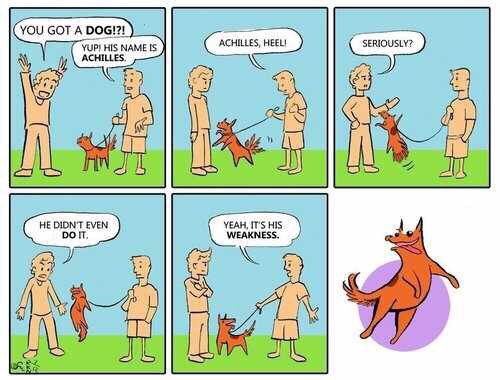 YOU GOT A DOG!?!
YUP! HIS NAME IS
ACHILLES.
ACHILLES, HEEL!
SERIOUSLY?
HE DIDN'T EVEN
DO IT.
YEAH, IT'S HIS
WEAKNESS.